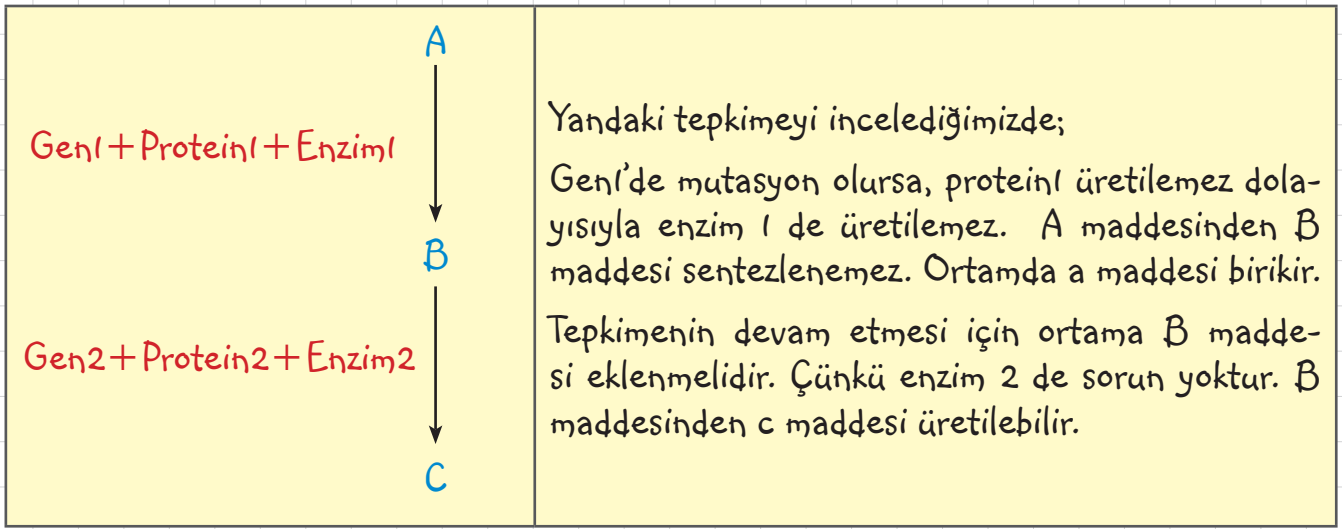 A
Gen1+Protein1+Enzim1
B
Gen2+Protein2+Enzim2
C
Yandaki tepkimeyi incelediğimizde;
Gen1'de mutasyon olursa, protein1 üretilemez dola-
yısıyla enzim 1 de üretilemez. A maddesinden B
maddesi sentezlenemez. Ortamda a maddesi birikir.
Tepkimenin devam etmesi için ortama B madde-
si eklenmelidir. Çünkü enzim 2 de sorun yoktur. B
maddesinden c maddesi üretilebilir.